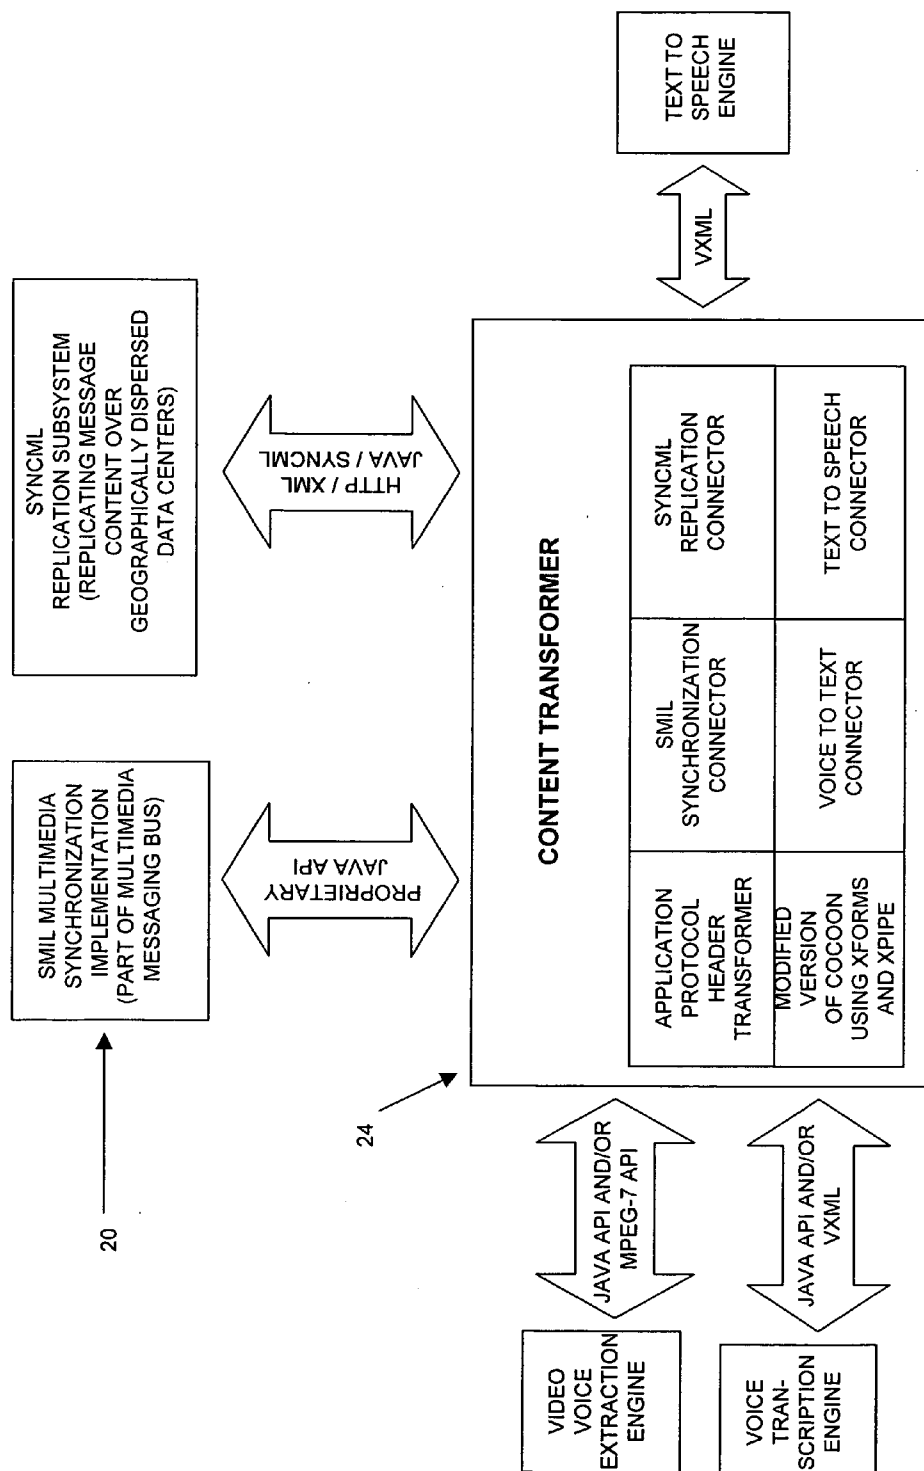 SMIL MULTIMEDIA
SYNCHRONIZATION
IMPLEMENTATION
(PART OF MULTIMEDIA
MESSAGING BUS)
SYNCML
REPLICATION SUBSYSTEM
(REPLICATING MESSAGE
CONTENT OVER
GEOGRAPHICALLY DISPERSED
DATA CENTERS)
20
24
PROPRIETARY
JAVA API
HTTP / XML
JAVA / SYNCML
VIDEO
VOICE
EXTRACTION
ENGINE
JAVA API AND/OR
MPEG-7 API
VOICE
TRAN-
SCRIPTION
ENGINE
JAVA API AND/OR
VXML
CONTENT TRANSFORMER
APPLICATION
PROTOCOL
HEADER
TRANSFORMER
SMIL
SYNCHRONIZATION
CONNECTOR
SYNCML
REPLICATION
CONNECTOR
MODIFIED
VERSION
OF COCOON
USING XFORMS
AND XPIPE
VOICE TO TEXT
CONNECTOR
TEXT TO SPEECH
CONNECTOR
VXML
TEXT TO
SPEECH
ENGINE